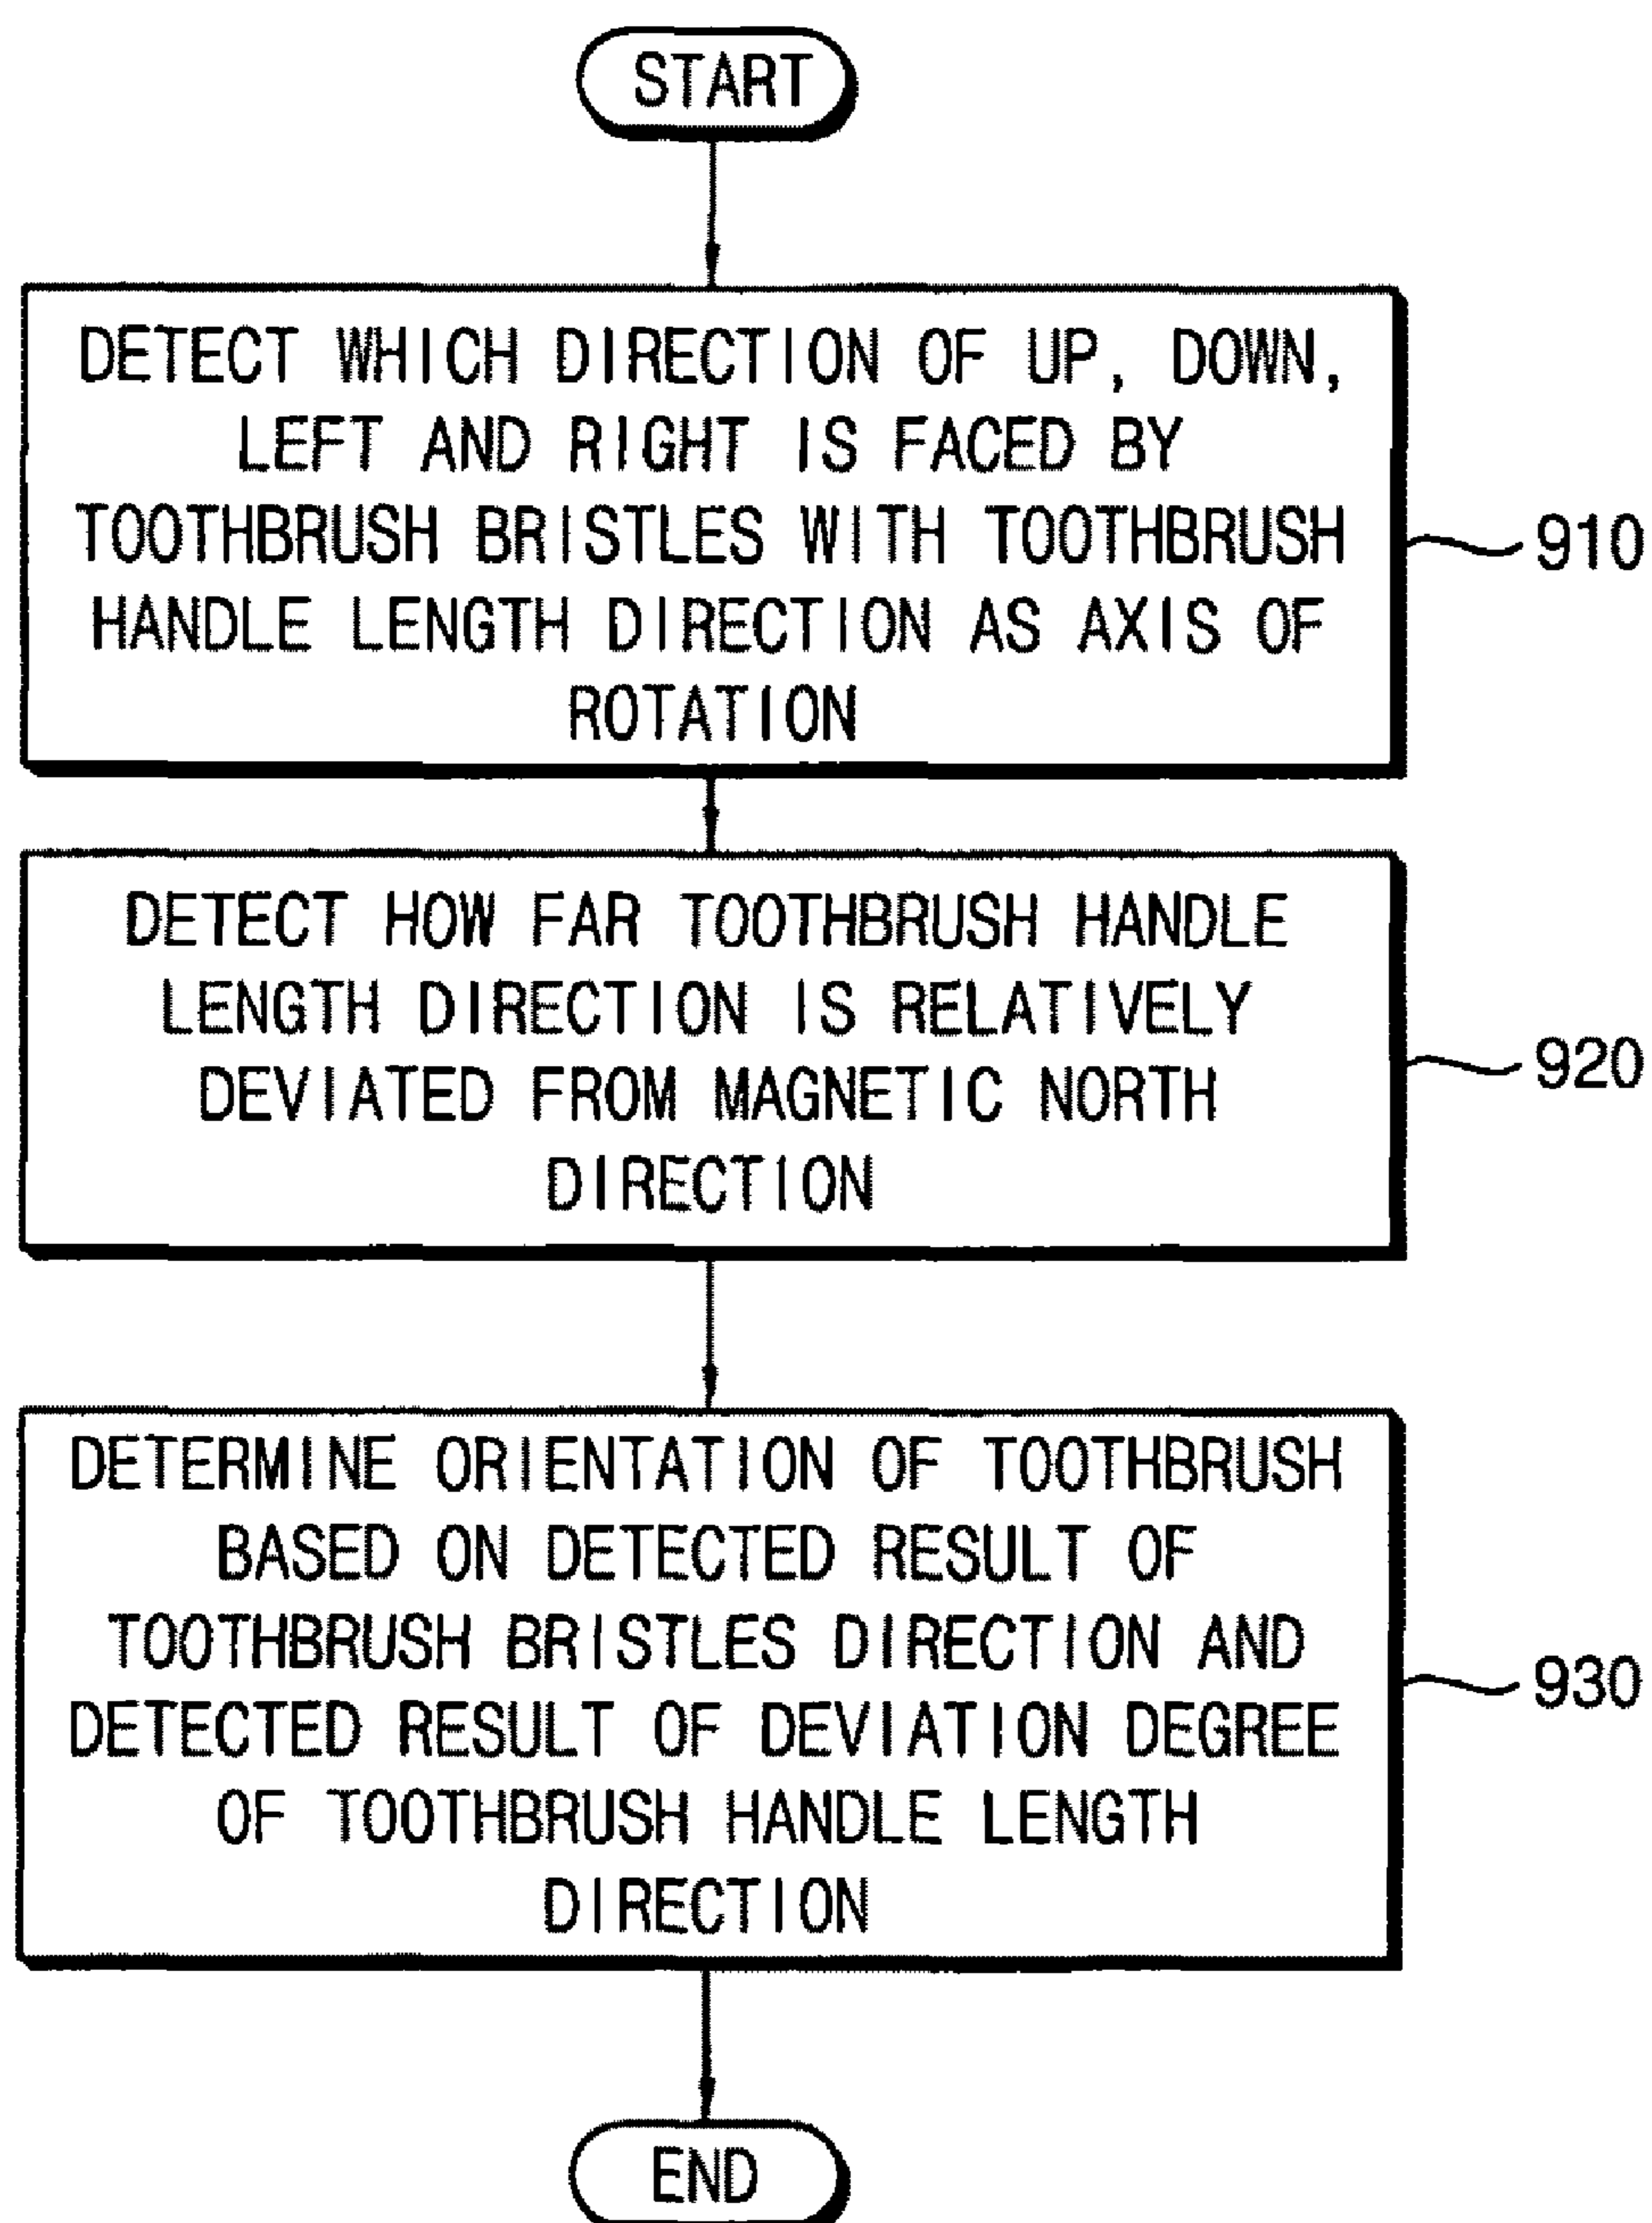 START
DETECT WHICH DIRECTION OF UP, DOWN,
LEFT AND RIGHT IS FACED BY
TOOTHBRUSH BRISTLES WITH TOOTHBRUSH
HANDLE LENGTH DIRECTION AS AXIS OF
ROTATION
910
DETECT HOW FAR TOOTHBRUSH HANDLE
LENGTH DIRECTION IS RELATIVELY
DEVIATED FROM MAGNETIC NORTH
DIRECTION
920
DETERMINE ORIENTATION OF TOOTHBRUSH
BASED ON DETECTED RESULT OF
TOOTHBRUSH BRISTLES DIRECTION AND
DETECTED RESULT OF DEVIATION DEGREE
OF TOOTHBRUSH HANDLE LENGTH
DIRECTION
930
END